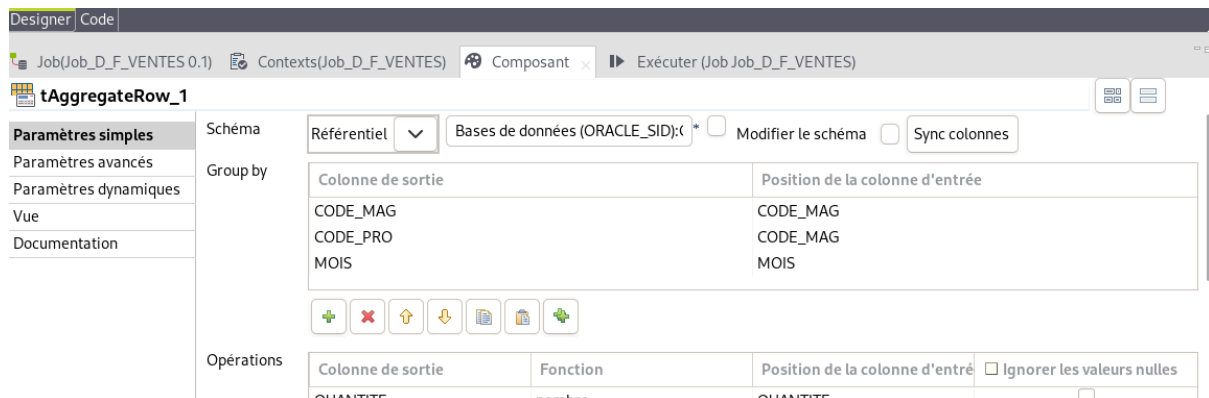 Designer Code
Job(Job_D_F_VENTES 0.1) Contexts(Job_D_F_VENTES) Composant Exécuter (Job Job_D_F_VENTES)
tAggregateRow_1
Paramètres simples
Paramètres avancés
Paramètres dynamiques
Vue
Documentation
Schéma Référentiel Bases de données (ORACLE_SID):( * Modifier le schéma Sync colonnes
Group by
Colonne de sortie Position de la colonne d'entrée
CODE_MAG CODE_MAG
CODE_PRO CODE_MAG
MOIS MOIS
Opérations
Colonne de sortie Fonction Position de la colonne d'entré Ignorer les valeurs nulles
QUANTITE nombre QUANTITE